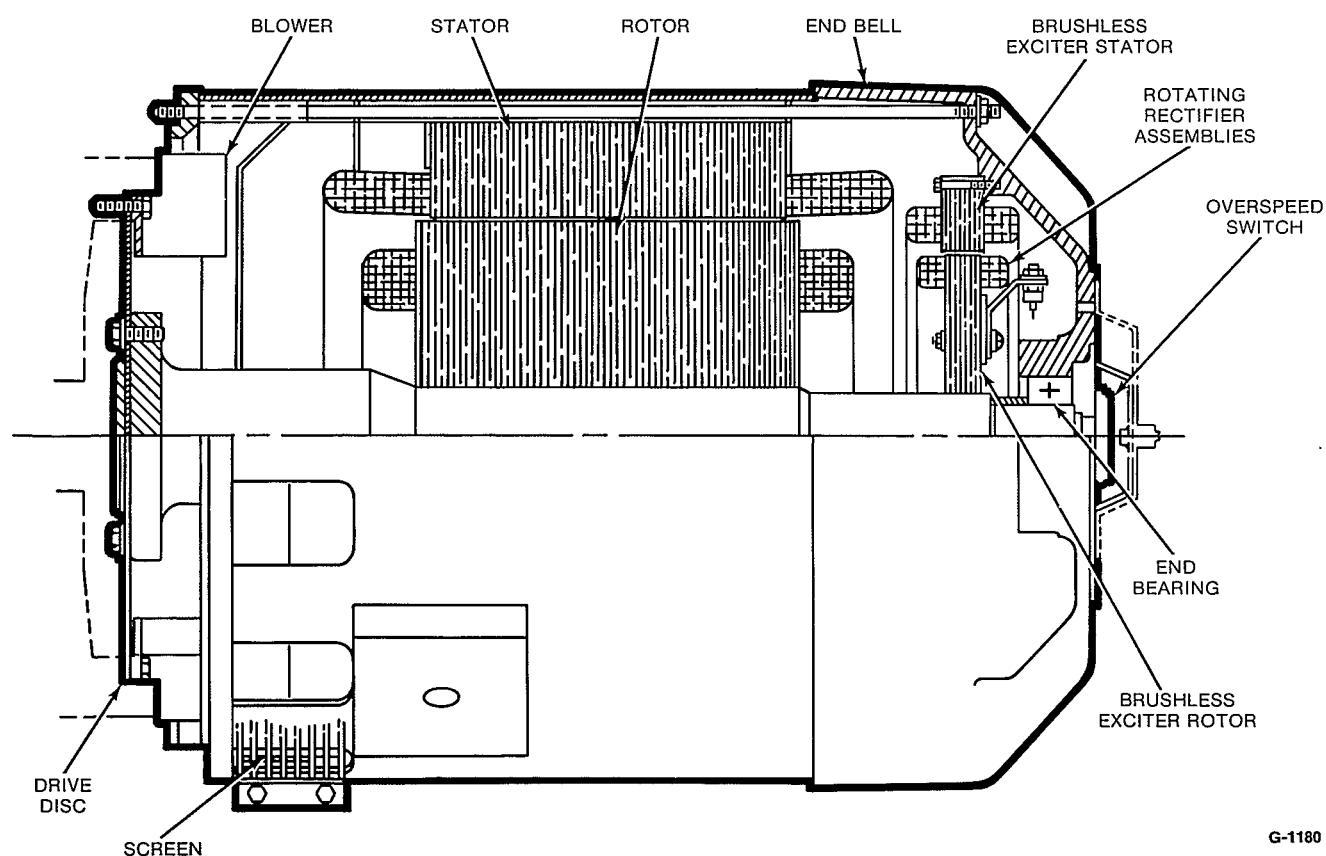 BLOWER
STATOR
ROTOR
END BELL
BRUSHLESS
EXCITER STATOR
ROTATING
RECTIFIER
ASSEMBLIES
OVERSPEED
SWITCH
END
BEARING
BRUSHLESS
EXCITER ROTOR
DRIVE
DISC
SCREEN
G-1180